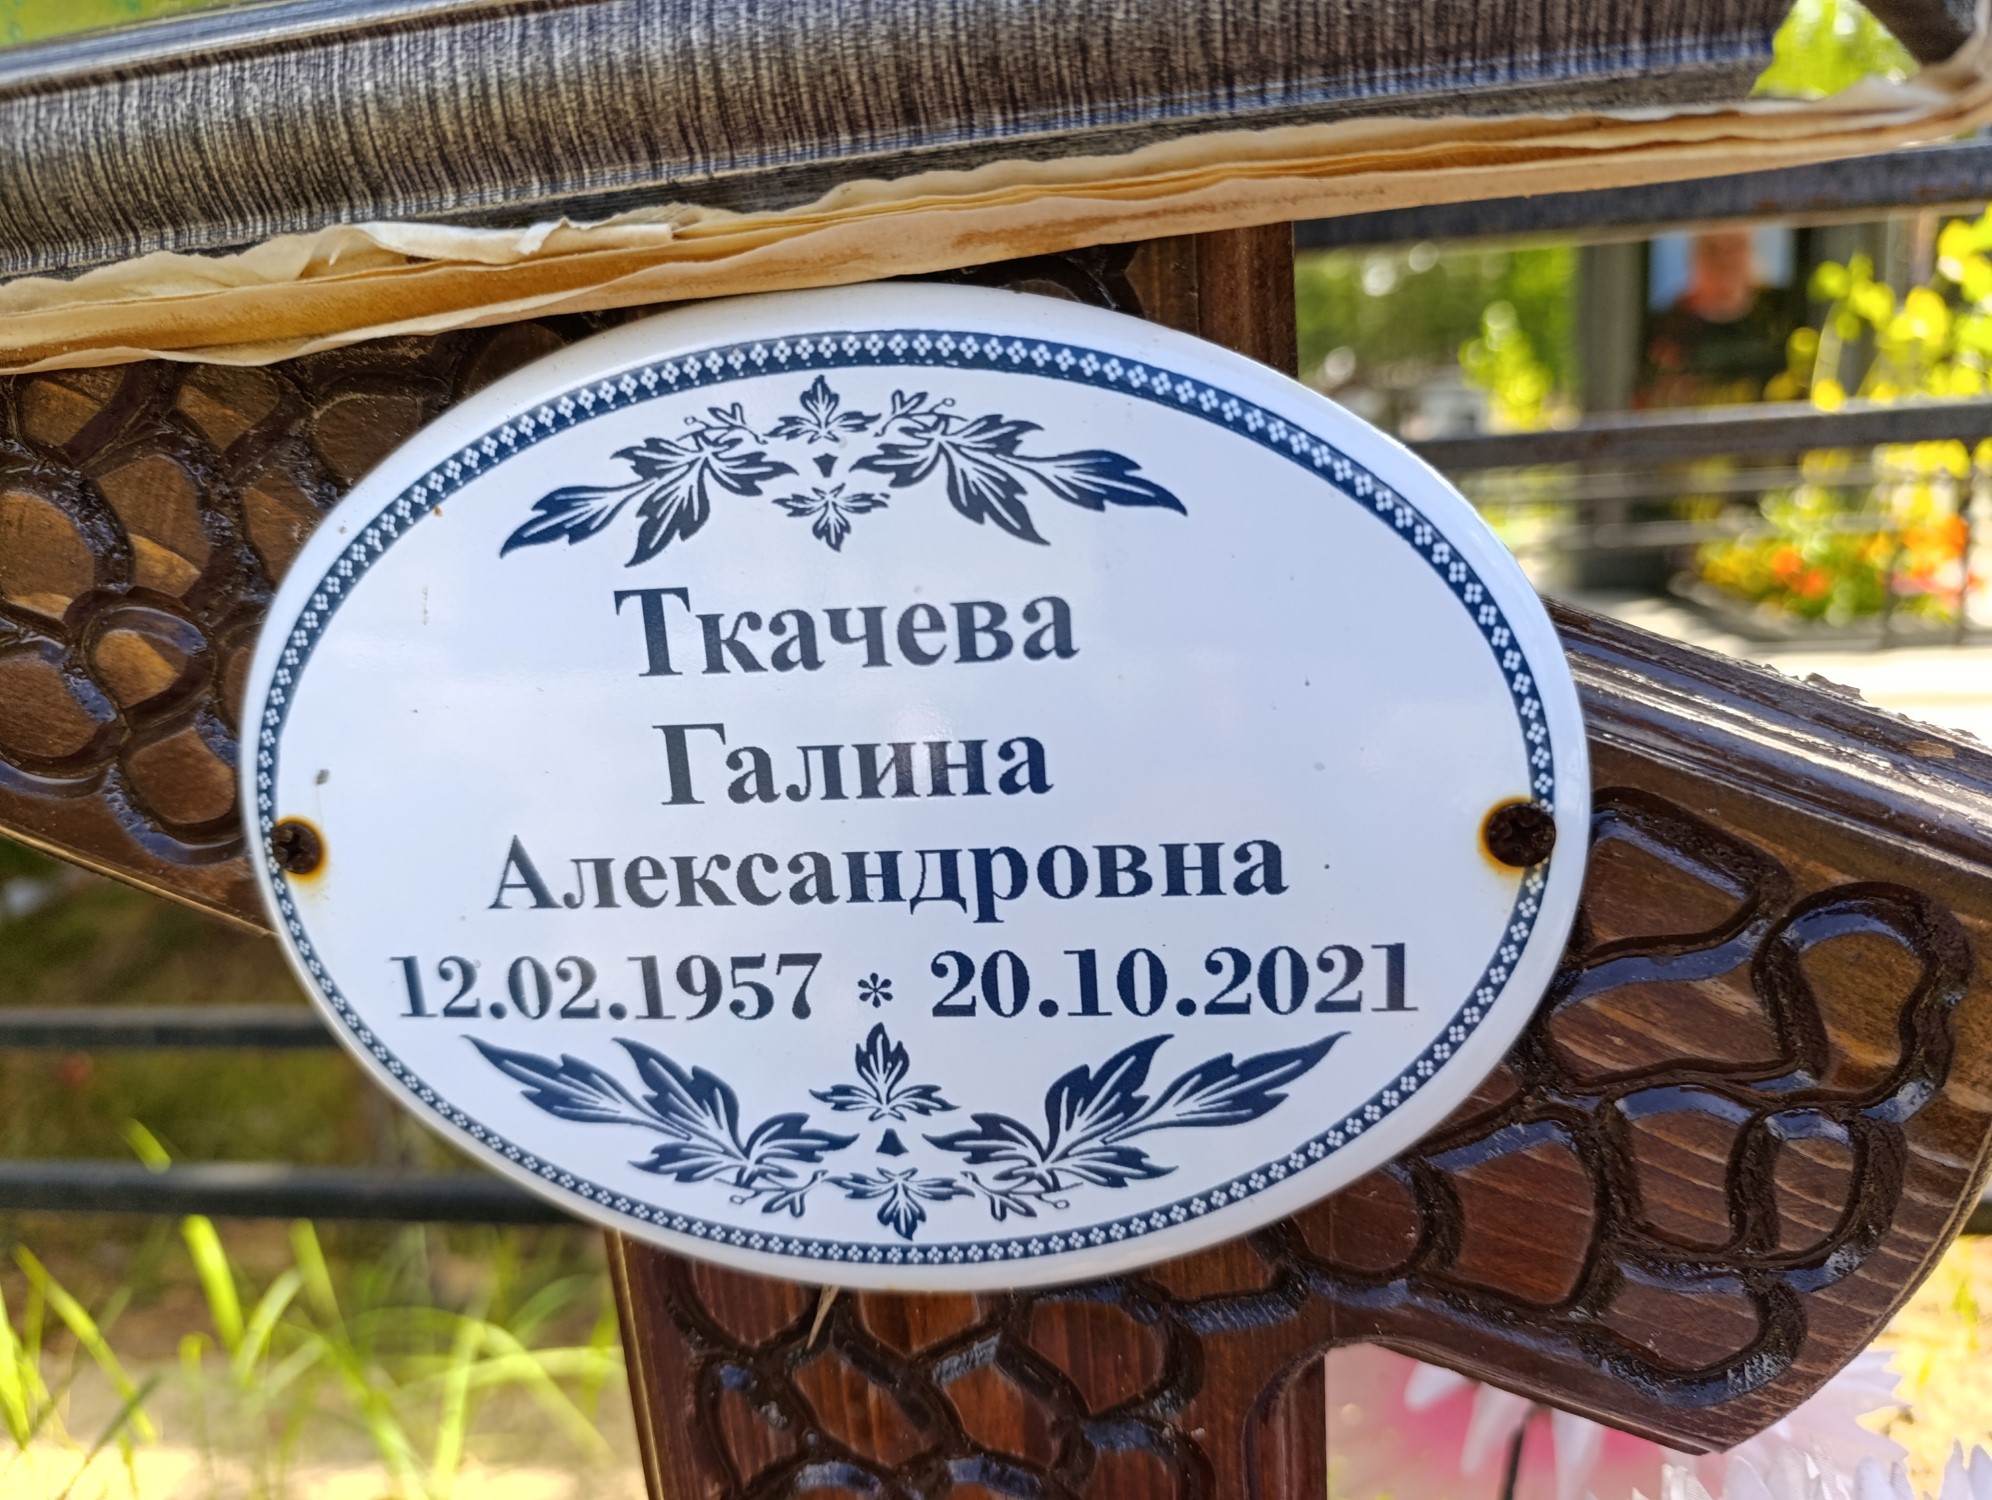 Ткачева
Галина
Александровна
12.02.1957 * 20.10.2021